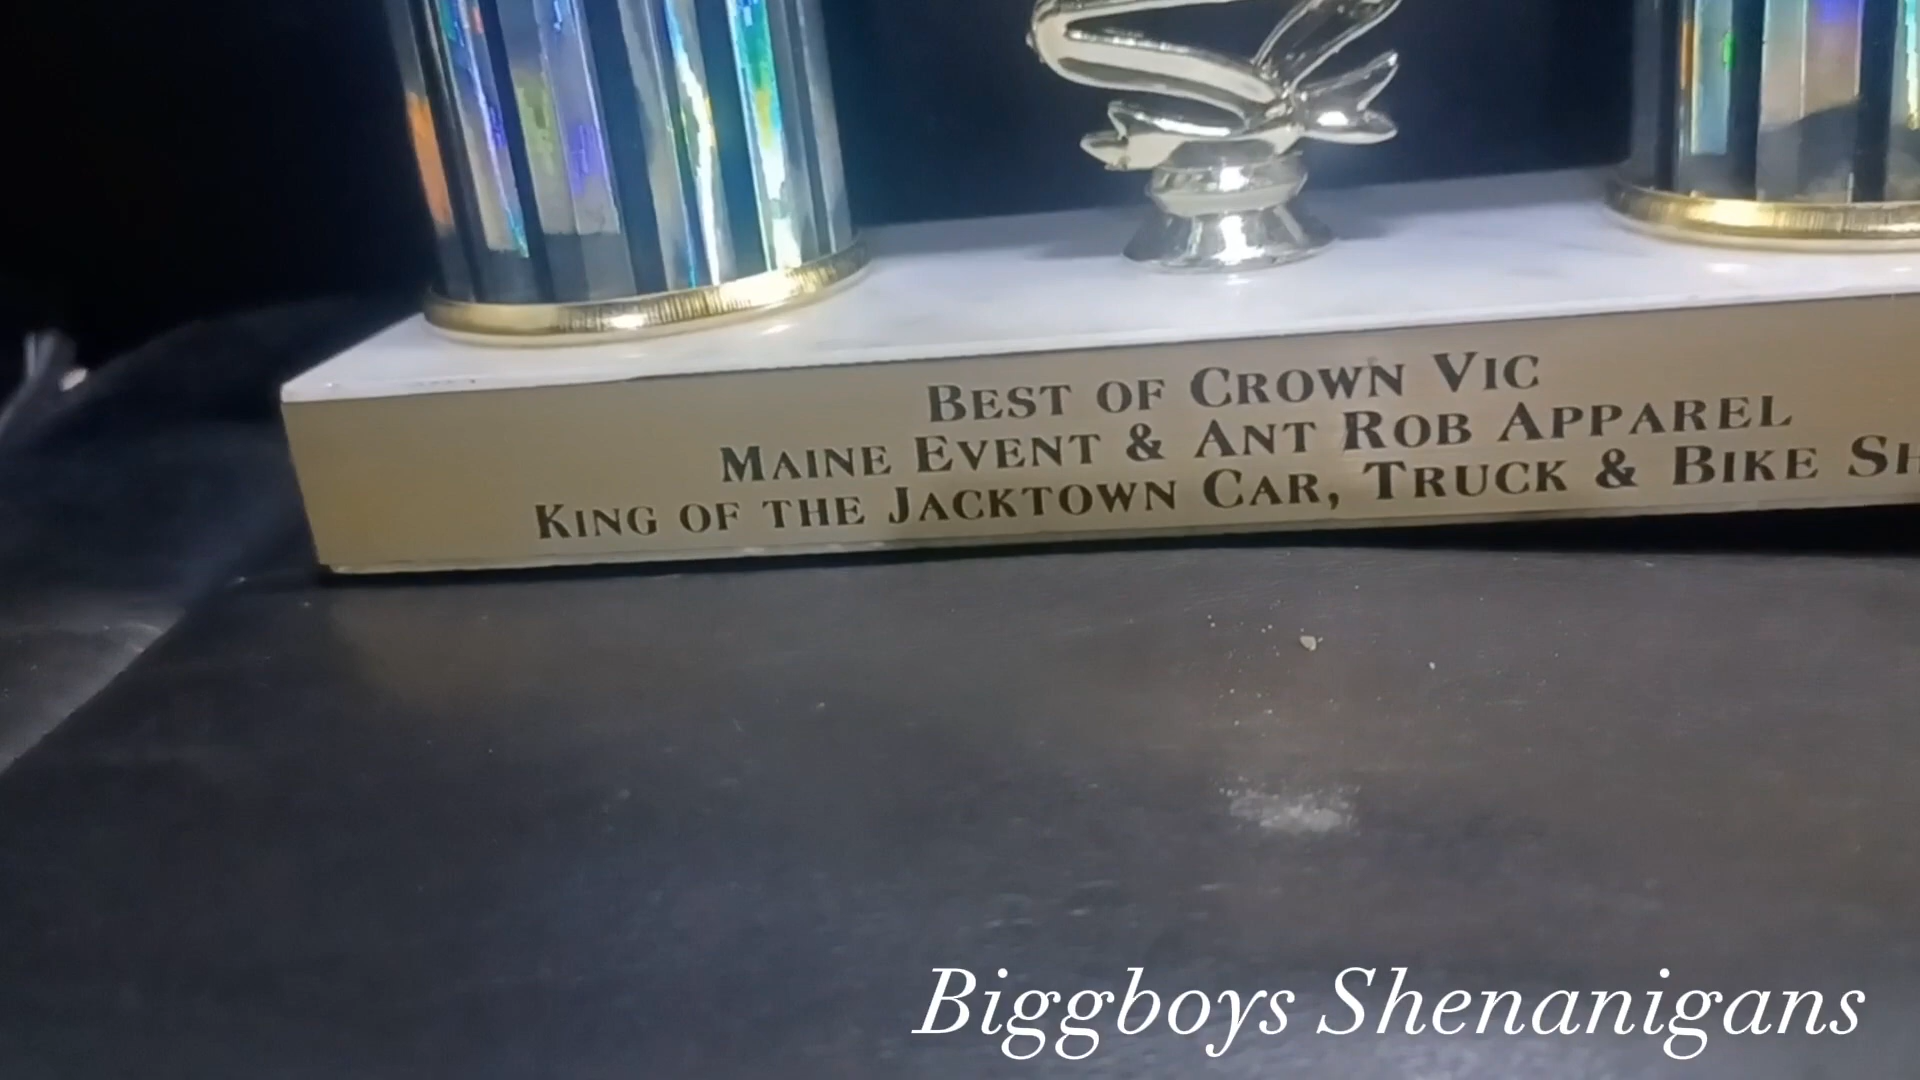 Best of Crown Vic
Maine Event & Ant Rob Apparel
King of the Jacktown Car, Truck & Bike
Biggboys Shenanigans